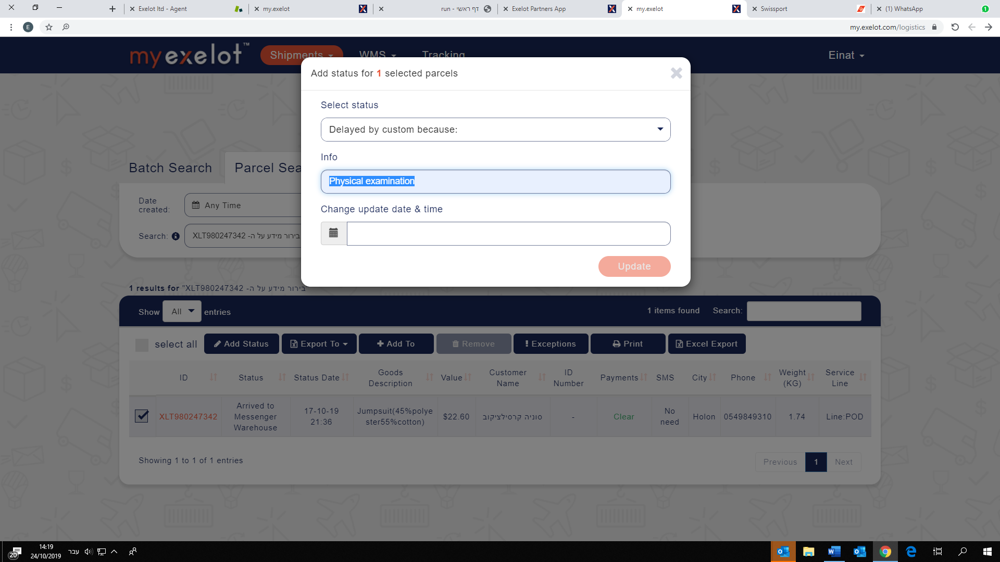 Exelot ltd - Agent
my.exelot
דף ראשי - run
Exelot Partners App
my.exelot
Swissport
(1) WhatsApp
1
E
my.exelot.com/logistics
my exelot™
Shipments
WMS
Tracking
Einat
Add status for 1 selected parcels
Select status
Delayed by custom because:
Info
Physical examination
Change update date & time
Update
Batch Search
Parcel Sea
Date created:
Any Time
Search:
בירור מידע על ה- XLT980247342
1 results for "XLT980247342 בירור מידע על ה-
Show All entries
1 items found
Search:
select all
Add Status
Export To
Add To
Remove
Exceptions
Print
Excel Export
ID
Status
Status Date
Goods Description
Value
Customer Name
ID Number
Payments
SMS
City
Phone
Weight (KG)
Service Line
XLT980247342
Arrived to Messenger Warehouse
17-10-19 21:36
Jumpsuit(45%polyester55%cotton)
$22.60
סוניה קרסילציקוב
-
Clear
No need
Holon
0549849310
1.74
Line:POD
Showing 1 to 1 of 1 entries
Previous
1
Next
20
14:19
24/10/2019
עבר